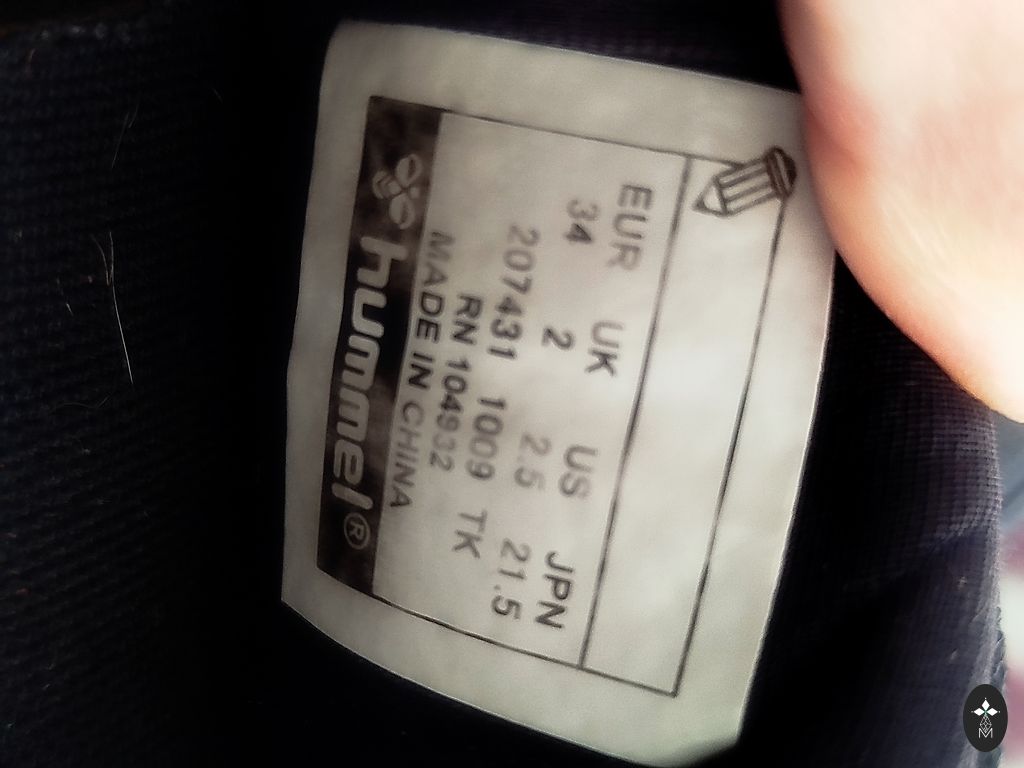 EUR UK US JPN
34 2 2.5 21.5
207431 1009 TK
RN 104932
MADE IN CHINA
hummel®
M